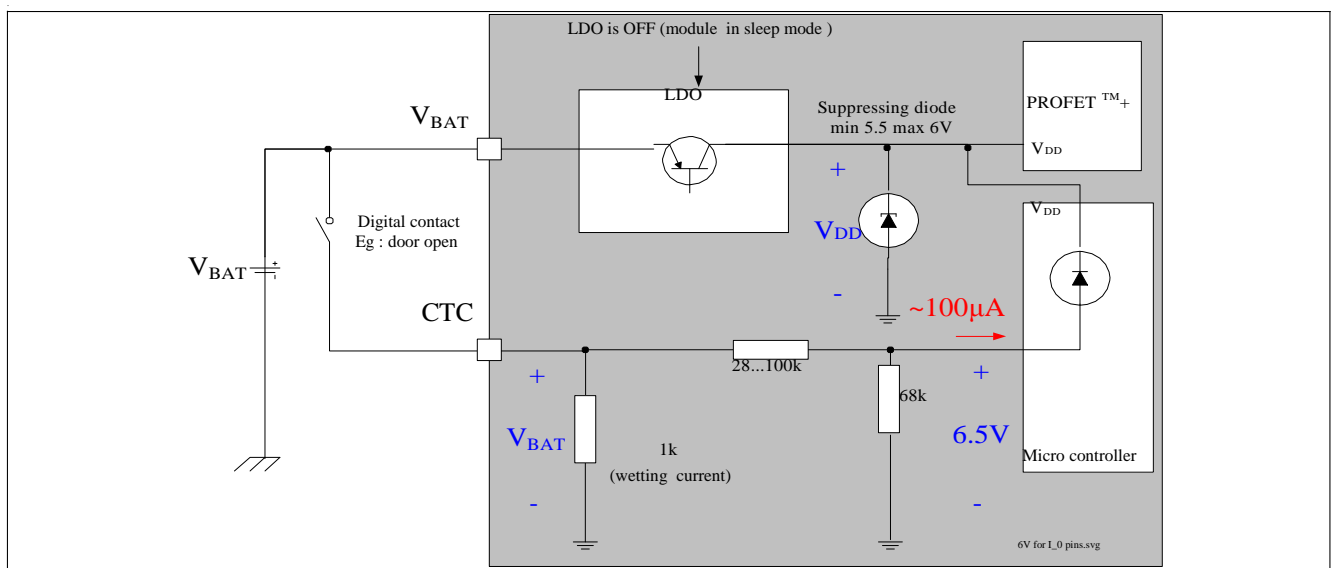 LDO is OFF (module in sleep mode )
LDO
PROFET ™+
Suppressing diode
min 5.5 max 6V
VBAT
VDD
VDD
+
VDD
-
Digital contact
Eg : door open
VBAT
+
-
CTC
~100µA
28...100k
+
68k
+
VBAT
6.5V
1k
(wetting current)
Micro controller
-
-
6V for I_0 pins.svg